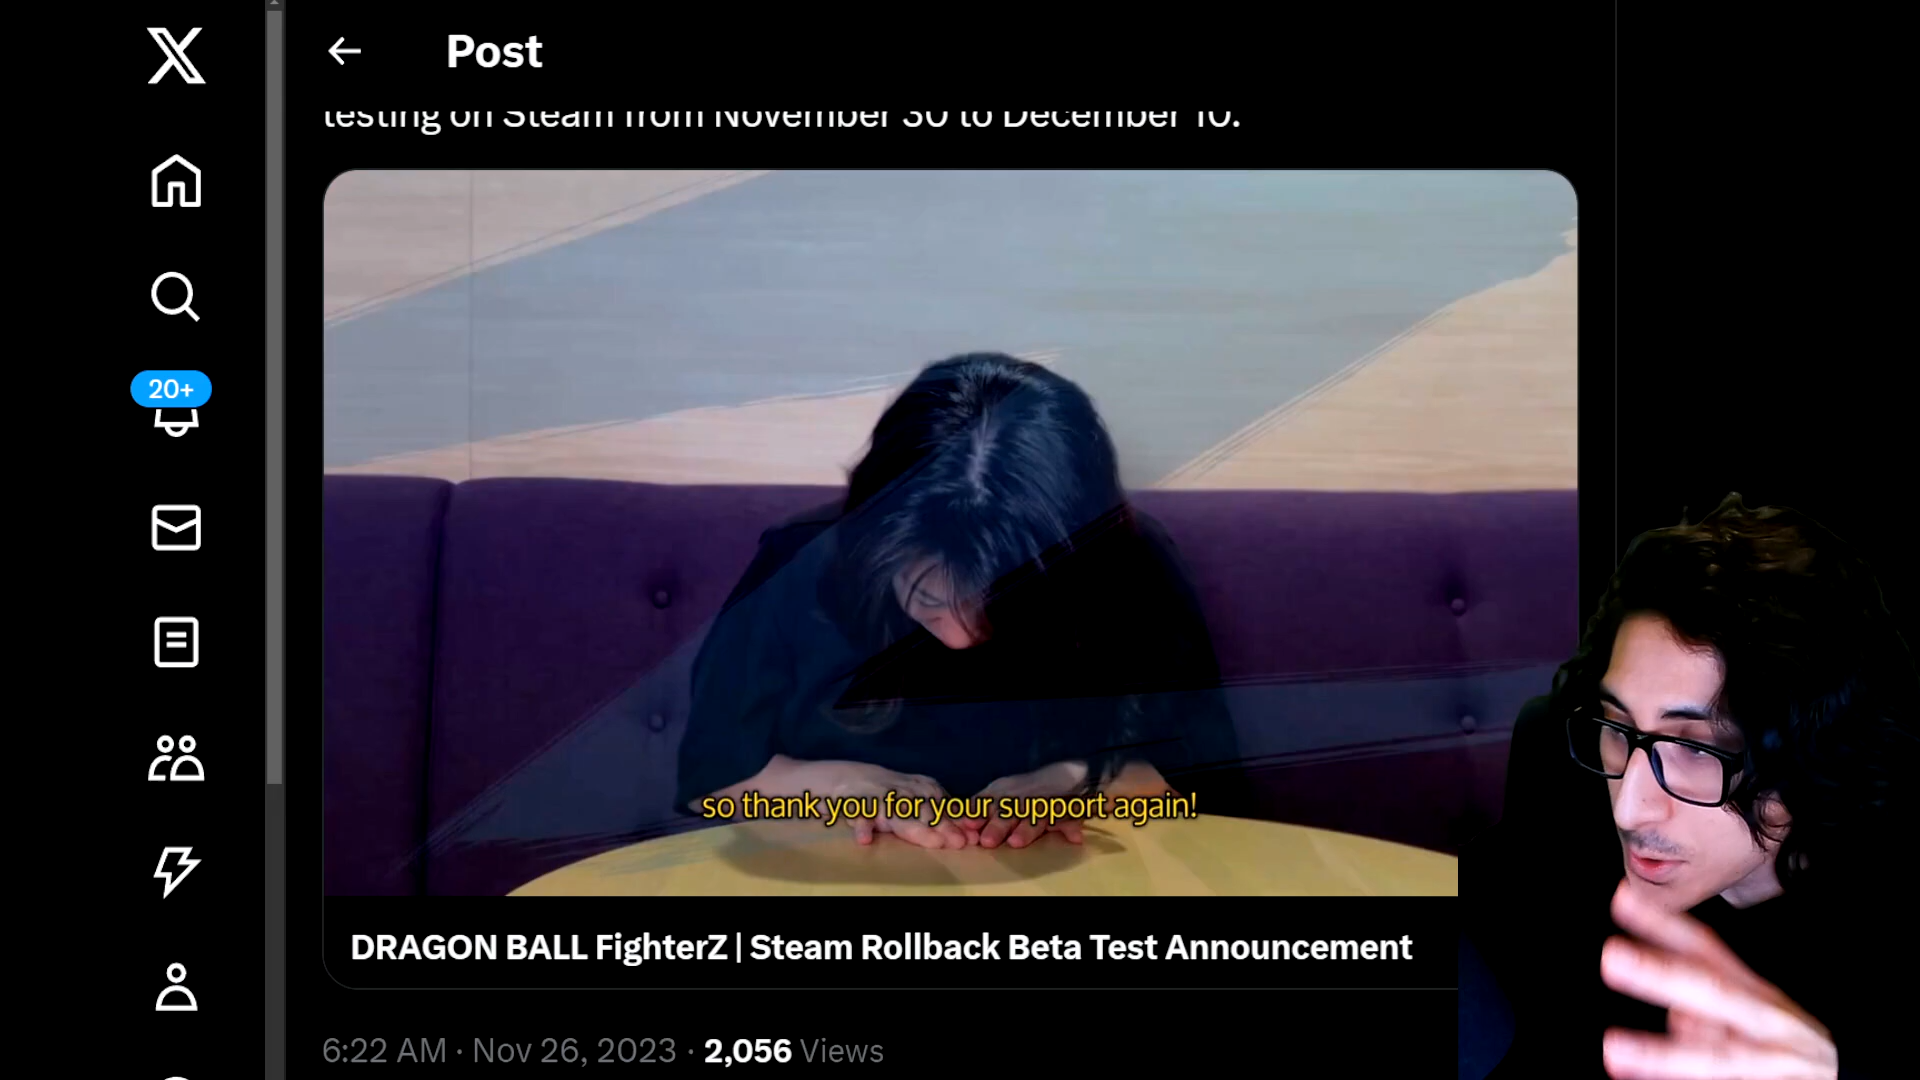 Post
testing on Steam from November 30 to December 10.
20+
so thank you for your support again!
DRAGON BALL FighterZ | Steam Rollback Beta Test Announcement
6:22 AM · Nov 26, 2023 · 2,056 Views